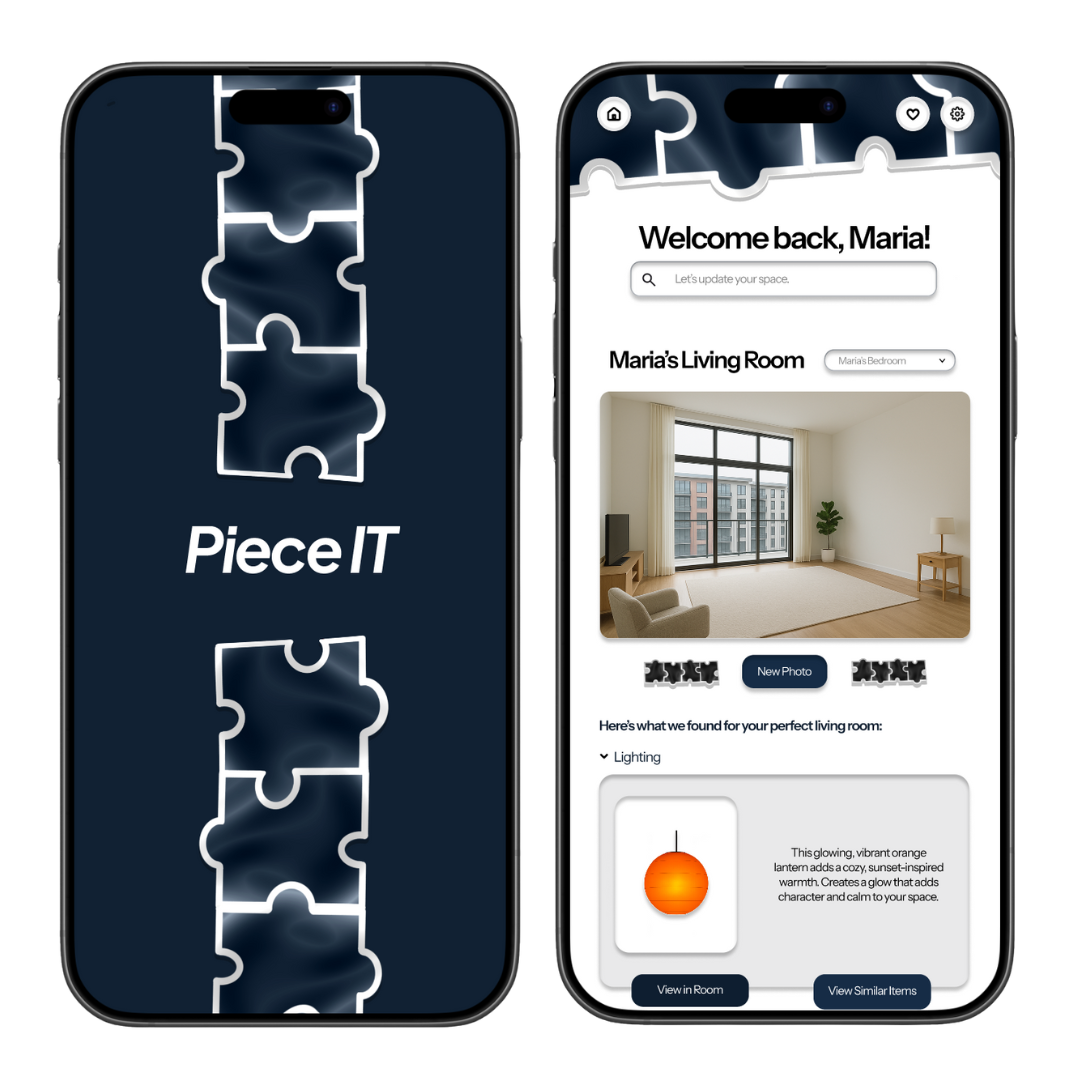 Piece IT
Welcome back, Maria!
Let's update your space.
Maria's Living Room
Maria's Bedroom
New Photo
Here's what we found for your perfect living room:
Lighting
This glowing, vibrant orange
lantern adds a cozy, sunset-inspired
warmth. Creates a glow that adds
character and calm to your space.
View in Room
View Similar Items